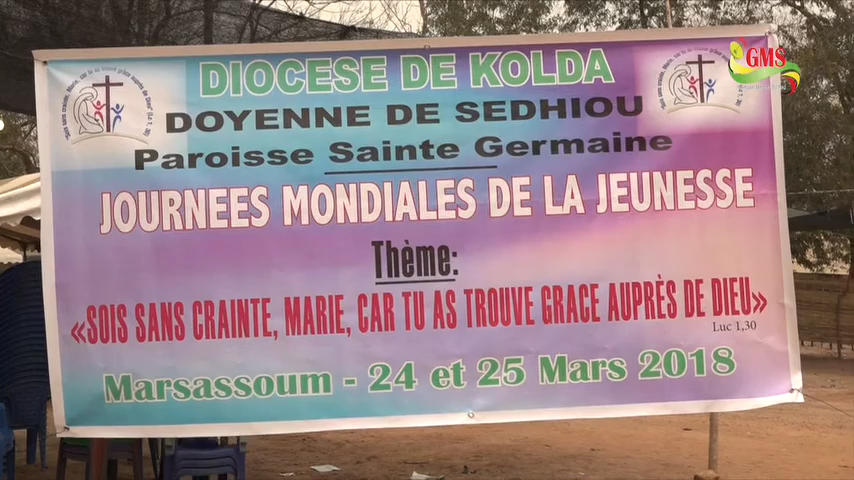 GMS
DIOCESE DE KOLDA
DOYENNE DE SEDHIOU
Paroisse Sainte Germaine
JOURNEES MONDIALES DE LA JEUNESSE
Thème:
«SOIS SANS CRAINTE, MARIE, CAR TU AS TROUVE GRACE AUPRÈS DE DIEU»
Luc 1,30
Marsassoum - 24 et 25 Mars 2018